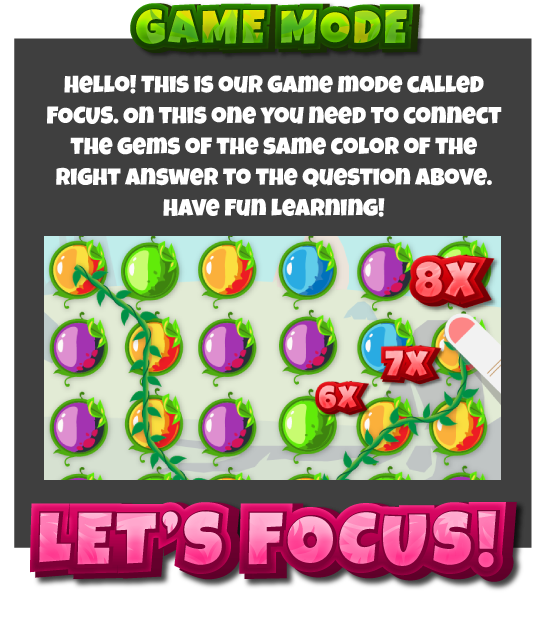 GAME MODE
Hello! This is our game mode called
Focus. On this one you need to connect
the gems of the same color of the
right answer to the question above.
Have fun learning!
8X
7X
6X
LET'S FOCUS!